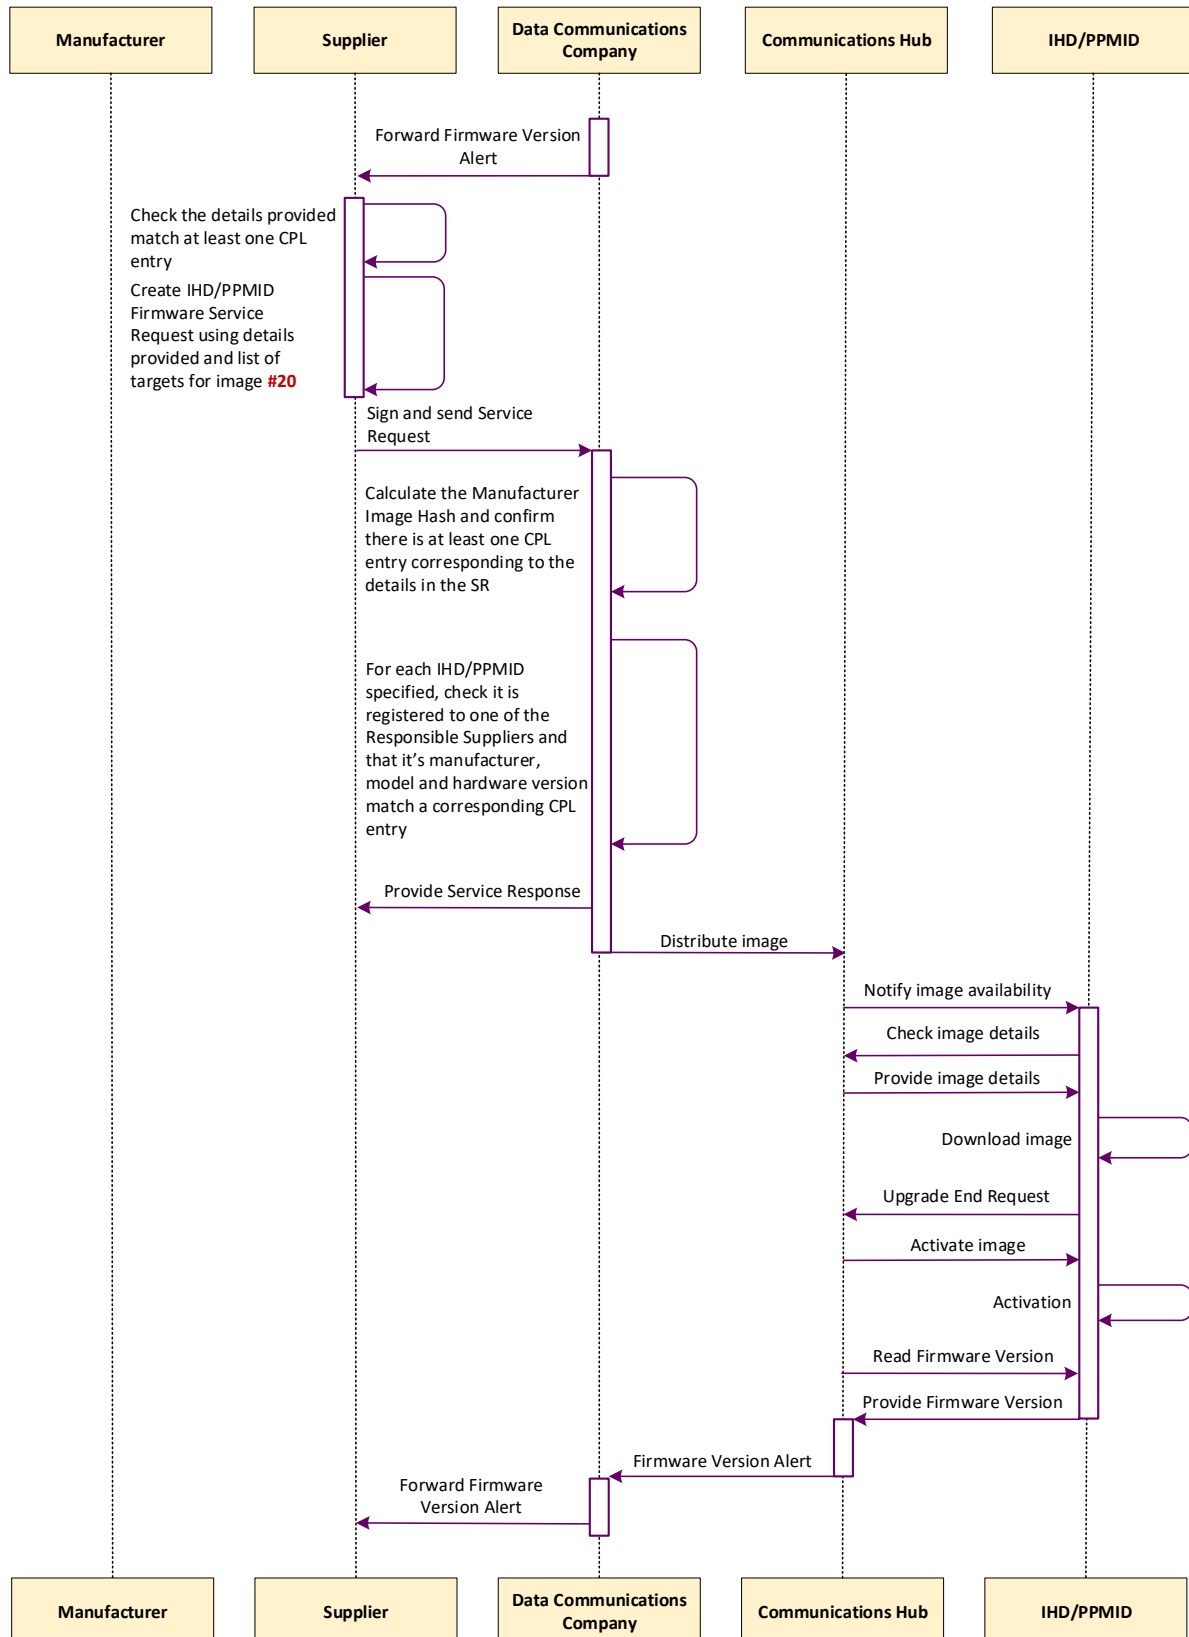 Manufacturer
Supplier
Data Communications
Company
Communications Hub
IHD/PPMID
Forward Firmware Version
Alert
Check the details provided
match at least one CPL
entry
Create IHD/PPMID
Firmware Service
Request using details
provided and list of
targets for image #20
Sign and send Service
Request
Calculate the Manufacturer
Image Hash and confirm
there is at least one CPL
entry corresponding to the
details in the SR
For each IHD/PPMID
specified, check it is
registered to one of the
Responsible Suppliers and
that it’s manufacturer,
model and hardware version
match a corresponding CPL
entry
Provide Service Response
Distribute image
Notify image availability
Check image details
Provide image details
Download image
Upgrade End Request
Activate image
Activation
Read Firmware Version
Provide Firmware Version
Firmware Version Alert
Forward Firmware
Version Alert
Manufacturer
Supplier
Data Communications
Company
Communications Hub
IHD/PPMID